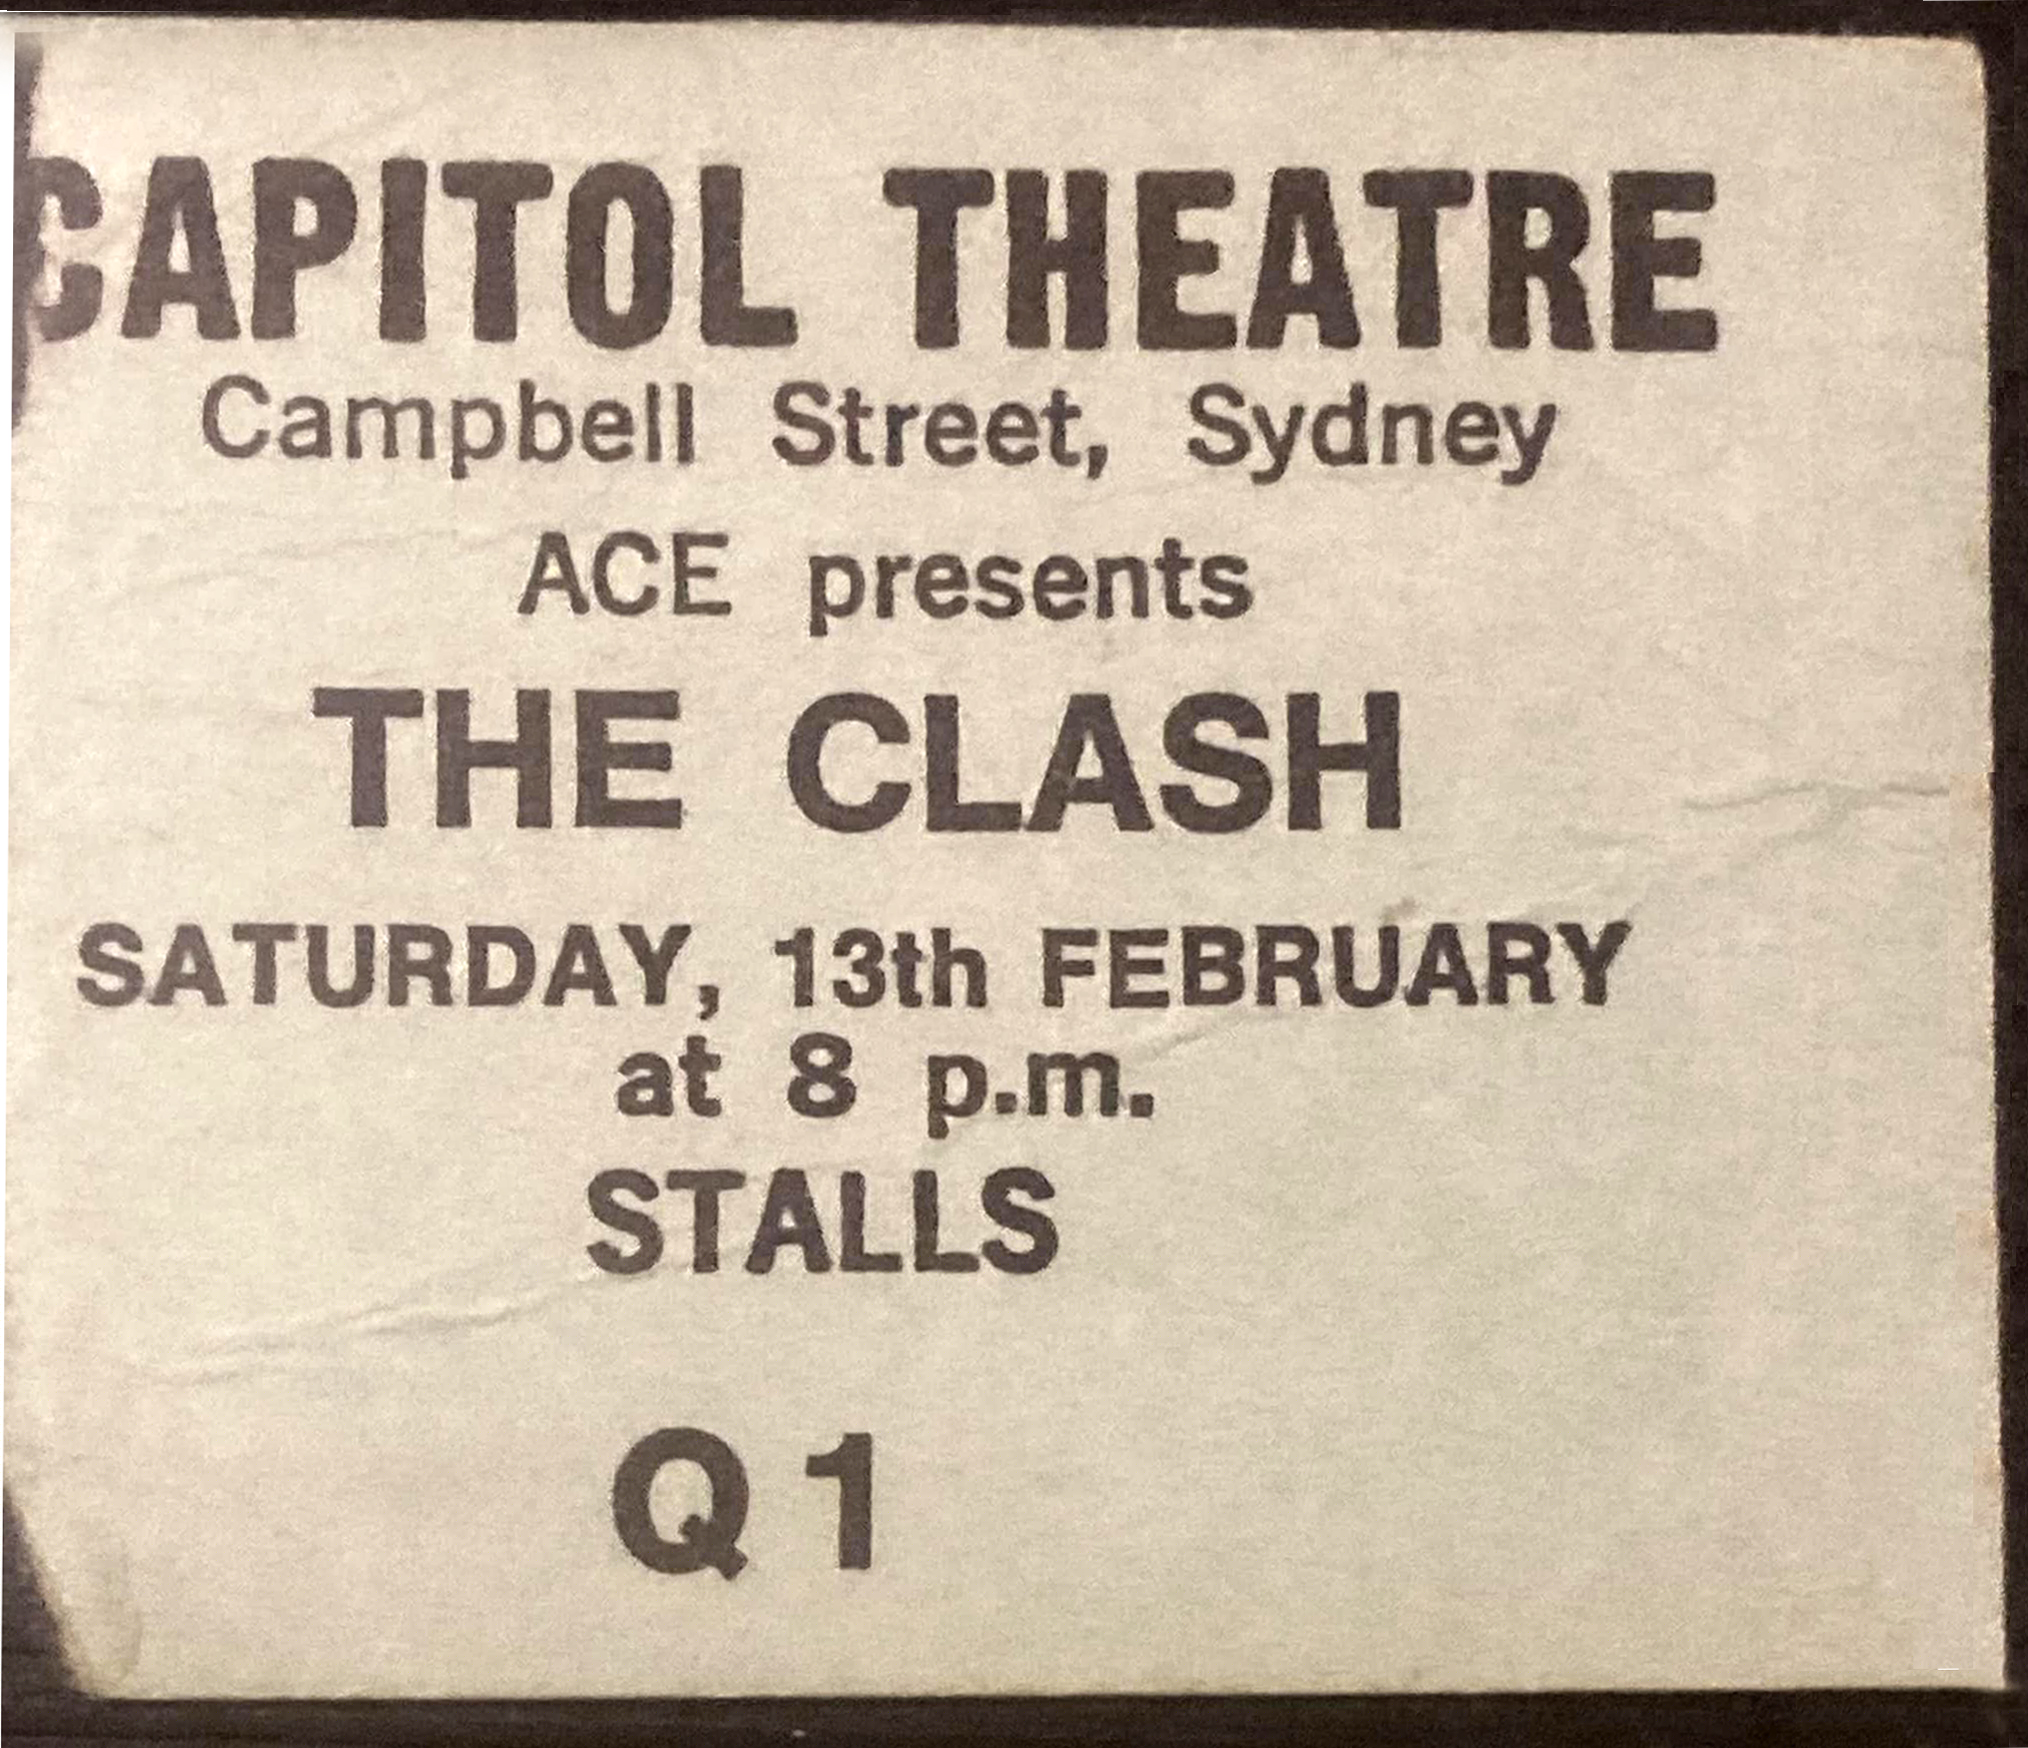 CAPITOL THEATRE
Campbell Street, Sydney
ACE presents
THE CLASH
SATURDAY, 13th FEBRUARY
at 8 p.m.
STALLS
Q 1